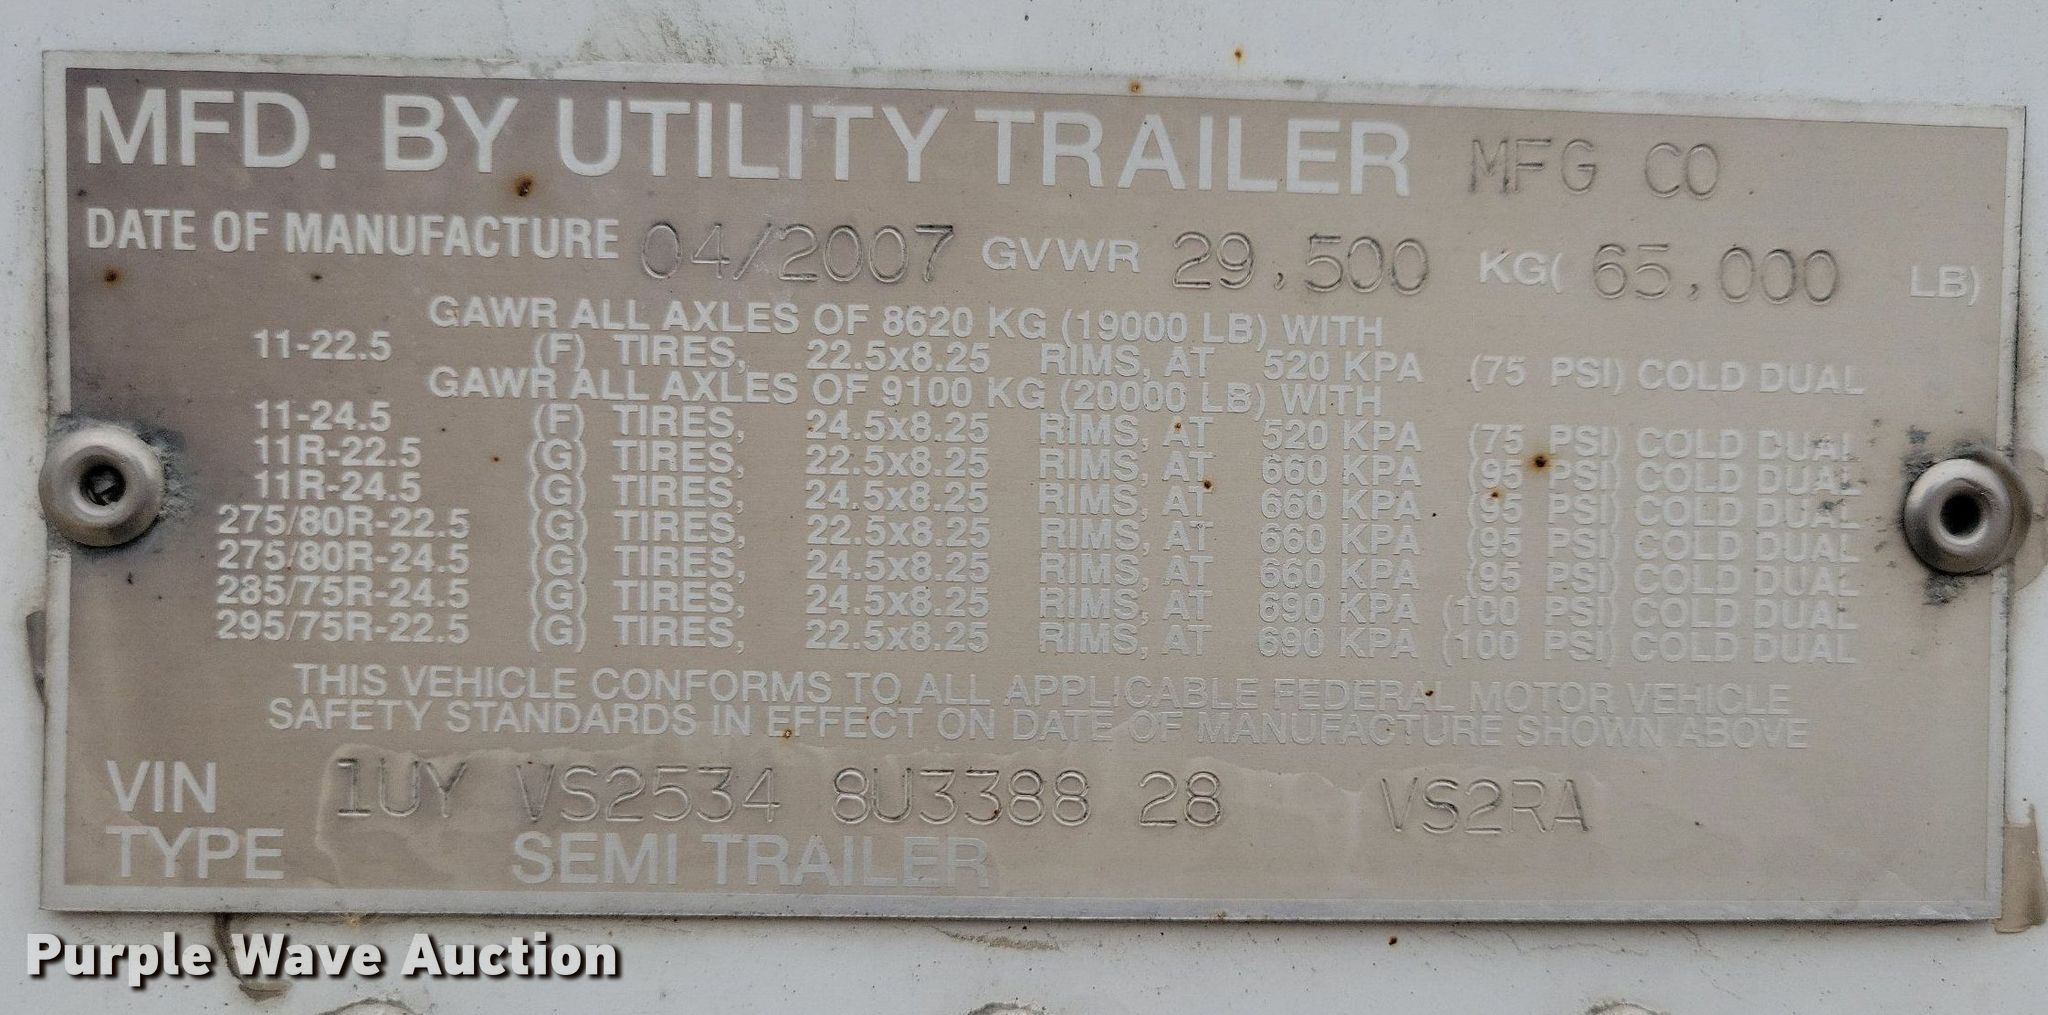 MFD. BY UTILITY TRAILER MFG CO
DATE OF MANUFACTURE 04/2007 GVWR 29,500 KG( 65,000 LB)
GAWR ALL AXLES OF 8620 KG (19000 LB) WITH
11-22.5 (F) TIRES, 22.5x8.25 RIMS, AT 520 KPA (75 PSI) COLD DUAL
GAWR ALL AXLES OF 9100 KG (20000 LB) WITH
11-24.5 (F) TIRES, 24.5x8.25 RIMS, AT 520 KPA (75 PSI) COLD DUAL
11R-22.5 (G) TIRES, 22.5x8.25 RIMS, AT 660 KPA (95 PSI) COLD DUAL
11R-24.5 (G) TIRES, 24.5x8.25 RIMS, AT 660 KPA (95 PSI) COLD DUAL
275/80R-22.5 (G) TIRES, 22.5x8.25 RIMS, AT 660 KPA (95 PSI) COLD DUAL
275/80R-24.5 (G) TIRES, 24.5x8.25 RIMS, AT 660 KPA (95 PSI) COLD DUAL
285/75R-24.5 (G) TIRES, 24.5x8.25 RIMS, AT 690 KPA (100 PSI) COLD DUAL
295/75R-22.5 (G) TIRES, 22.5x8.25 RIMS, AT 690 KPA (100 PSI) COLD DUAL
THIS VEHICLE CONFORMS TO ALL APPLICABLE FEDERAL MOTOR VEHICLE
SAFETY STANDARDS IN EFFECT ON DATE OF MANUFACTURE SHOWN ABOVE
VIN 1UY VS2534 8U3388 28 VS2RA
TYPE SEMI TRAILER
Purple Wave Auction